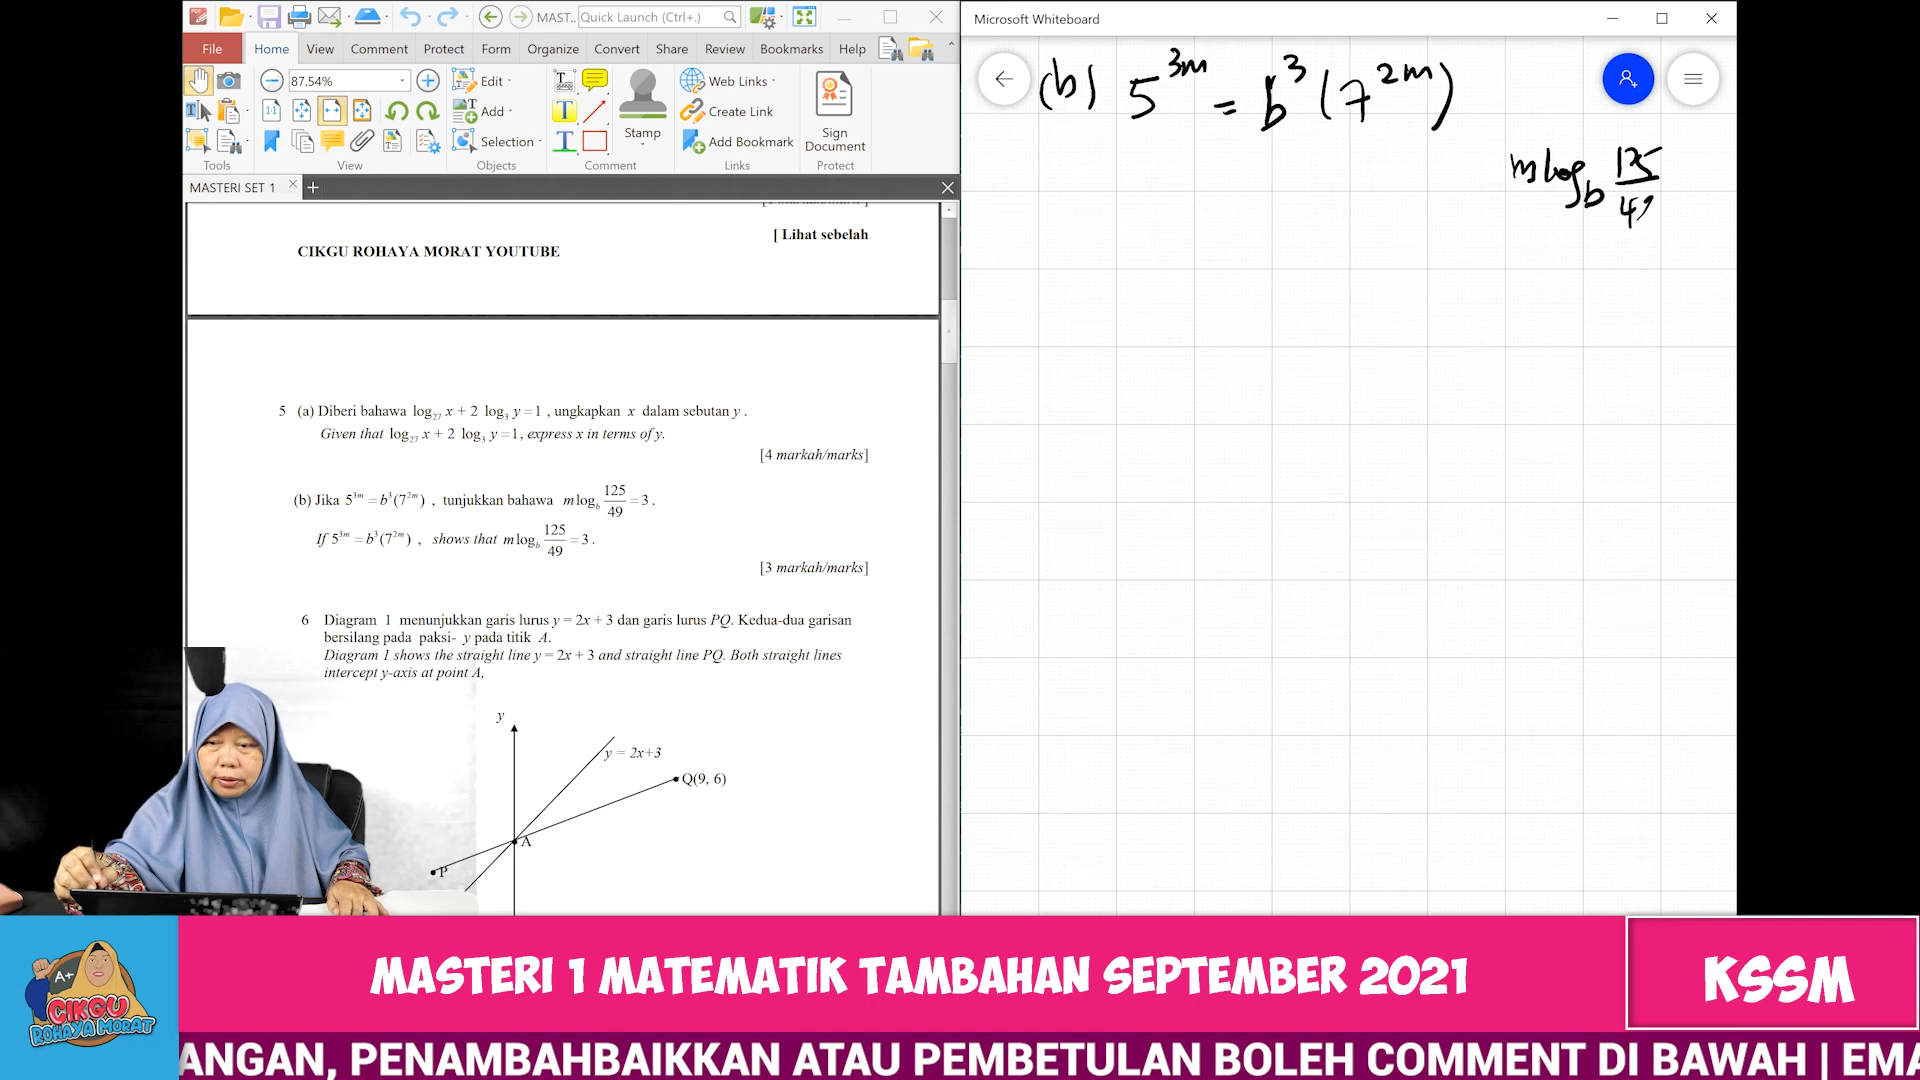 MAST..
Quick Launch (Ctrl+.)
File Home View Comment Protect Form Organize Convert Share Review Bookmarks Help
87.54%
Edit
Add
Selection
Stamp
Web Links
Create Link
Add Bookmark
Sign Document
Tools View Objects Comment Links Protect
MASTERI SET 1
[ Lihat sebelah
CIKGU ROHAYA MORAT YOUTUBE
5 (a) Diberi bahawa log₂₇ x + 2 log₃ y = 1 , ungkapkan x dalam sebutan y .
Given that log₂₇ x + 2 log₃ y = 1, express x in terms of y.
[4 markah/marks]
(b) Jika 5^{3m} = b³(7^{2m}) , tunjukkan bahawa m log_b 125/49 = 3 .
If 5^{3m} = b³(7^{2m}) , shows that m log_b 125/49 = 3 .
[3 markah/marks]
6 Diagram 1 menunjukkan garis lurus y = 2x + 3 dan garis lurus PQ. Kedua-dua garisan
bersilang pada paksi- y pada titik A.
Diagram 1 shows the straight line y = 2x + 3 and straight line PQ. Both straight lines
intercept y-axis at point A,
y
y = 2x+3
Q(9, 6)
A
P
Microsoft Whiteboard
(b) 5^{3m} = b³(7^{2m})
m log_b 125/49
A+
CIKGU
ROHAYA MORAT
MASTERI 1 MATEMATIK TAMBAHAN SEPTEMBER 2021
KSSM
ANGAN, PENAMBAHBAIKKAN ATAU PEMBETULAN BOLEH COMMENT DI BAWAH | EMA